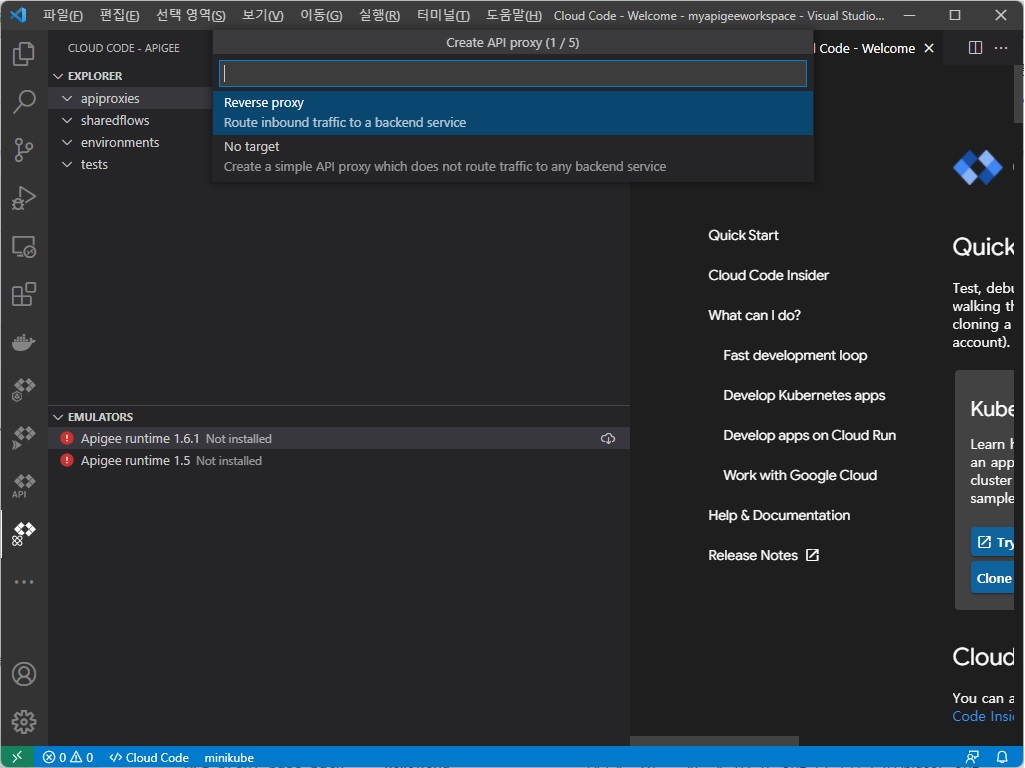 파일(F) 편집(E) 선택 영역(S) 보기(V) 이동(G) 실행(R) 터미널(T) 도움말(H) Cloud Code - Welcome - myapigeeworkspace - Visual Studio...
CLOUD CODE - APIGEE
Create API proxy (1 / 5)
Code - Welcome
EXPLORER
apiproxies
sharedflows
environments
tests
Reverse proxy
Route inbound traffic to a backend service
No target
Create a simple API proxy which does not route traffic to any backend service
Quick Start
Cloud Code Insider
What can I do?
Fast development loop
Develop Kubernetes apps
Develop apps on Cloud Run
Work with Google Cloud
Help & Documentation
Release Notes
Quick
Test, debu
walking th
cloning a
account).
Kube
Learn h
an app
cluster
sample
Try
Clone
Cloud
You can a
Code Insi
EMULATORS
Apigee runtime 1.6.1 Not installed
Apigee runtime 1.5 Not installed
API
0 0 Cloud Code minikube